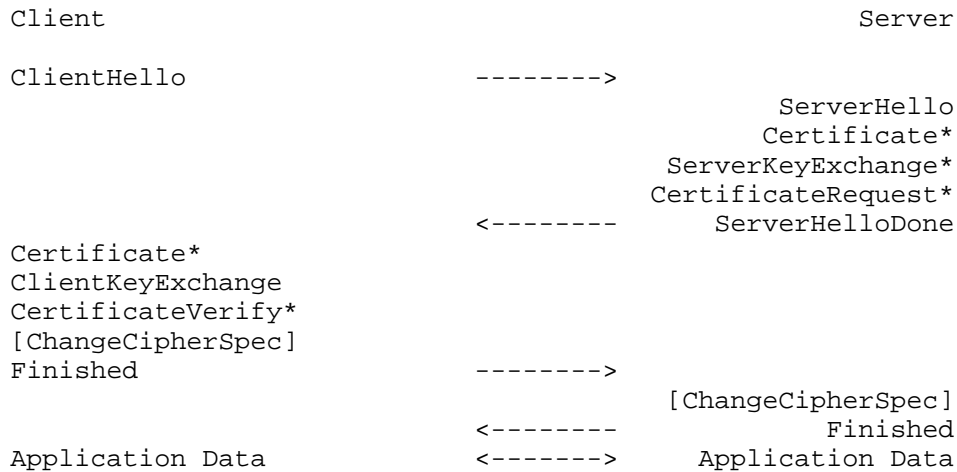 Client Server
ClientHello -------->
ServerHello
Certificate*
ServerKeyExchange*
CertificateRequest*
<-------- ServerHelloDone
Certificate*
ClientKeyExchange
CertificateVerify*
[ChangeCipherSpec]
Finished -------->
[ChangeCipherSpec]
<-------- Finished
Application Data <-------> Application Data